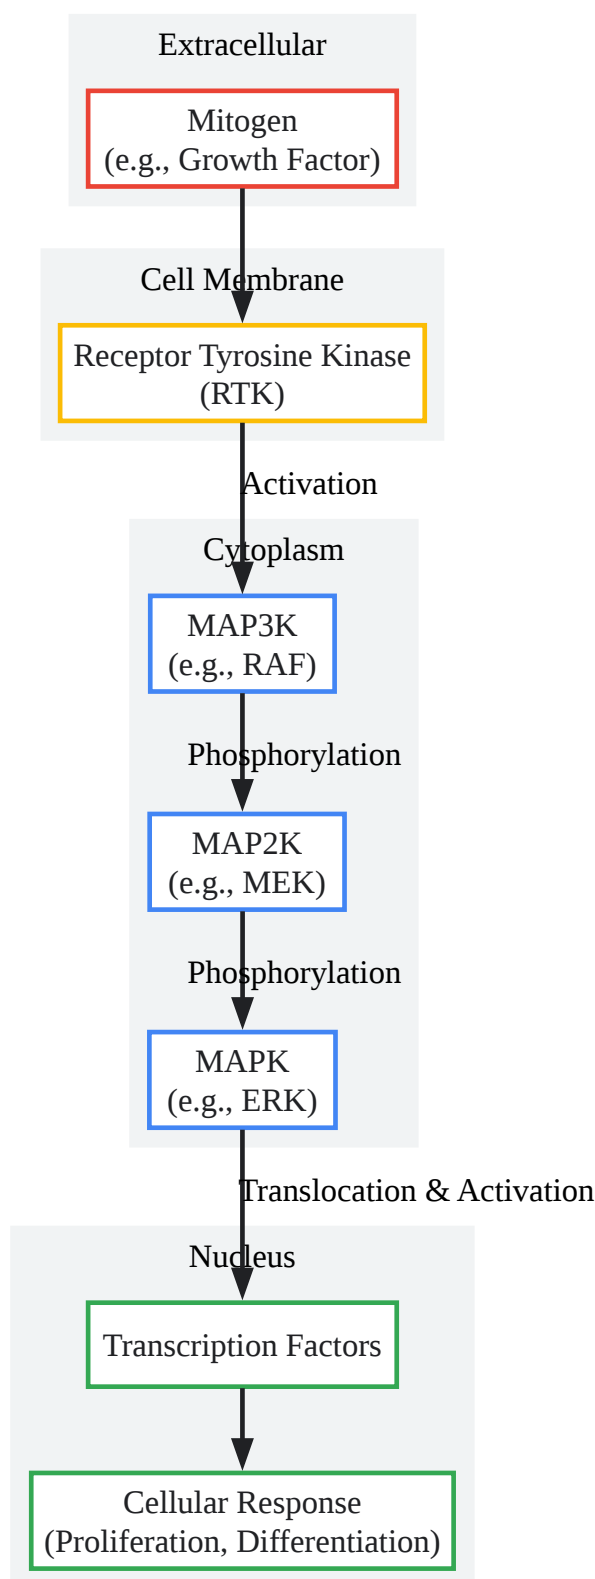 Extracellular
Mitogen
(e.g., Growth Factor)
Cell Membrane
Receptor Tyrosine Kinase
(RTK)
Activation
Cytoplasm
MAP3K
(e.g., RAF)
Phosphorylation
MAP2K
(e.g., MEK)
Phosphorylation
MAPK
(e.g., ERK)
Translocation & Activation
Nucleus
Transcription Factors
Cellular Response
(Proliferation, Differentiation)